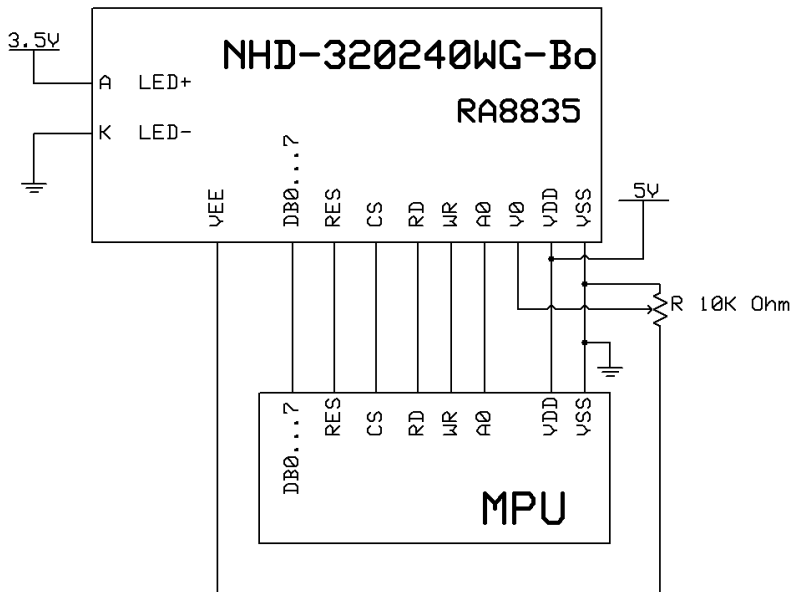 3.5V
NHD-320240WG-Bo
RA8835
A LED+
K LED-
VEE
DB0...7
RES
CS
RD
WR
A0
V0
VDD
VSS
5V
R 10K Ohm
DB0...7
RES
CS
RD
WR
A0
VDD
VSS
MPU